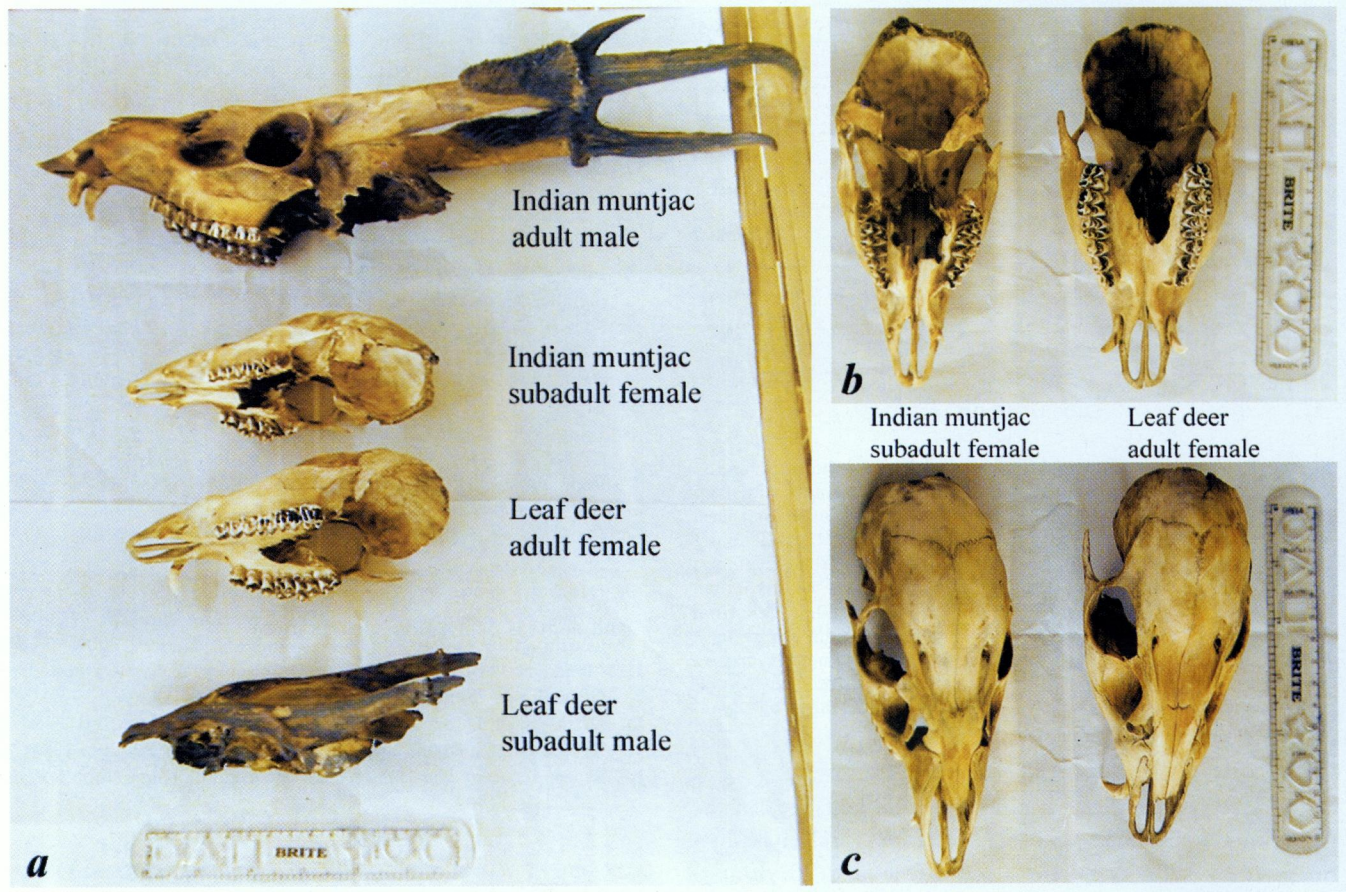 Indian muntjac
adult male
Indian muntjac
subadult female
Leaf deer
adult female
Leaf deer
subadult male
BRITE
a
BRITE
b
Indian muntjac
subadult female
Leaf deer
adult female
BRITE
c